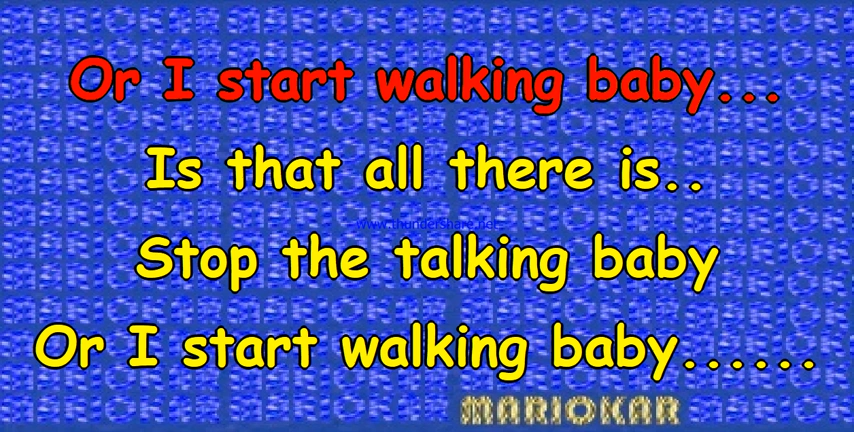 Or I start walking baby...
Is that all there is..
www.thundershare.net
Stop the talking baby
Or I start walking baby......
MARIOKAR